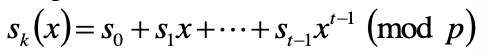 s_k(x) = s_0 + s_1x + ⋯ + s_{t−1}x^{t−1} (mod p)